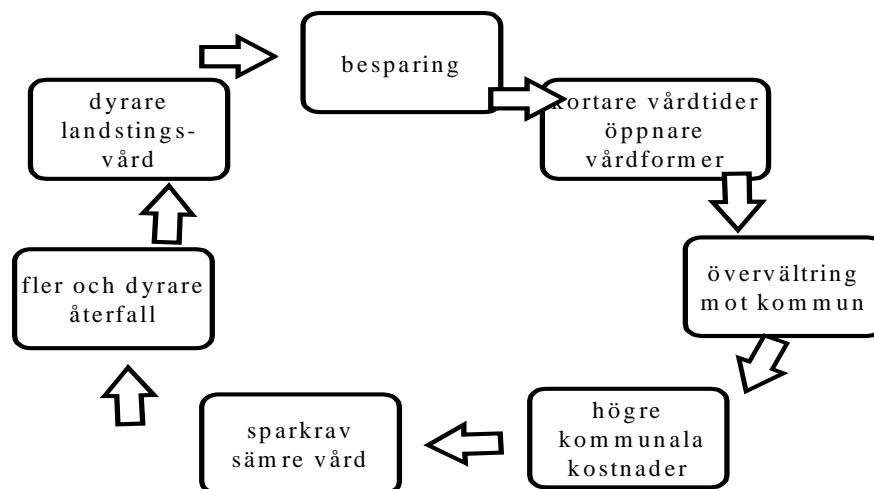 besparing
kortare vårdtider
öppnare
vårdformer
övervältring
mot kommun
högre
kommunala
kostnader
sparkrav
sämre vård
fler och dyrare
återfall
dyrare
landstings-
vård